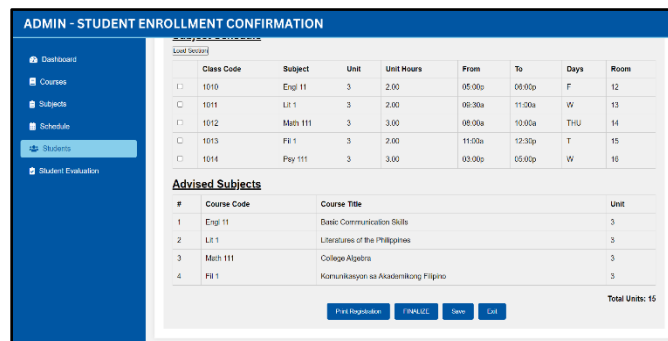 ADMIN - STUDENT ENROLLMENT CONFIRMATION
Dashboard
Courses
Subjects
Schedule
Students
Student Evaluation
Subject Schedule
Load Section
Class Code Subject Unit Unit Hours From To Days Room
1010 Engl 11 3 2.00 05:00p 06:00p F 12
1011 Lit 1 3 2.00 09:30a 11:00a W 13
1012 Math 111 3 3.00 08:00a 10:00a THU 14
1013 Fil 1 3 2.00 11:00a 12:30p T 15
1014 Psy 111 3 3.00 03:00p 05:00p W 16
Advised Subjects
# Course Code Course Title Unit
1 Engl 11 Basic Communication Skills 3
2 Lit 1 Literatures of the Philippines 3
3 Math 111 College Algebra 3
4 Fil 1 Komunikasyon sa Akademikong Filipino 3
Total Units: 15
Print Registration FINALIZE Save Exit